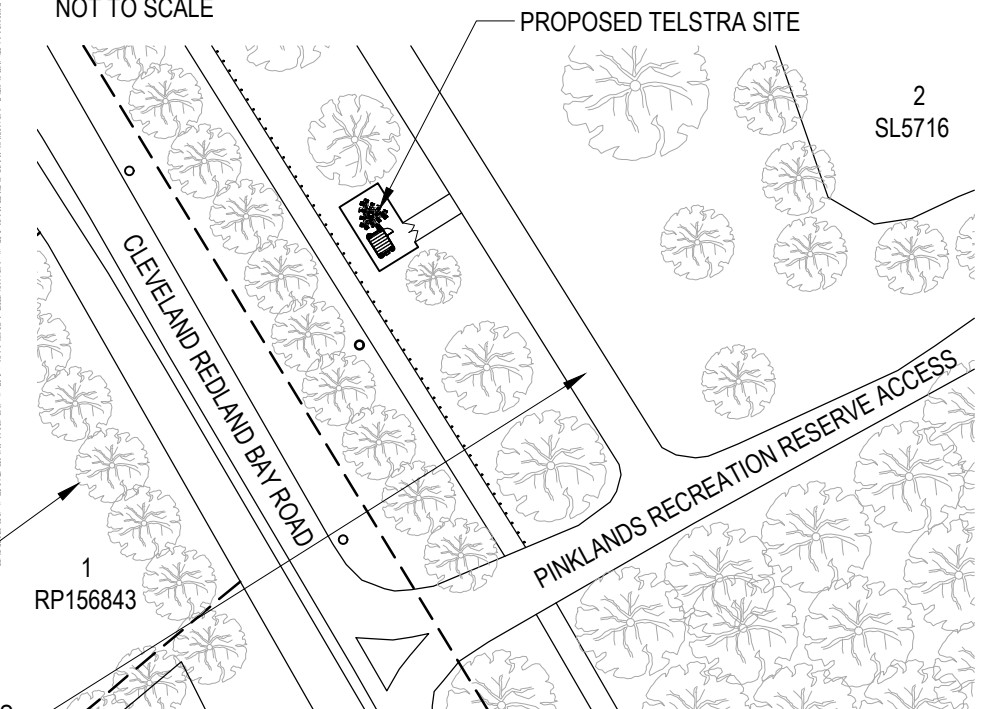 NOT TO SCALE
PROPOSED TELSTRA SITE
2
SL5716
CLEVELAND REDLAND BAY ROAD
PINKLANDS RECREATION RESERVE ACCESS
1
RP156843